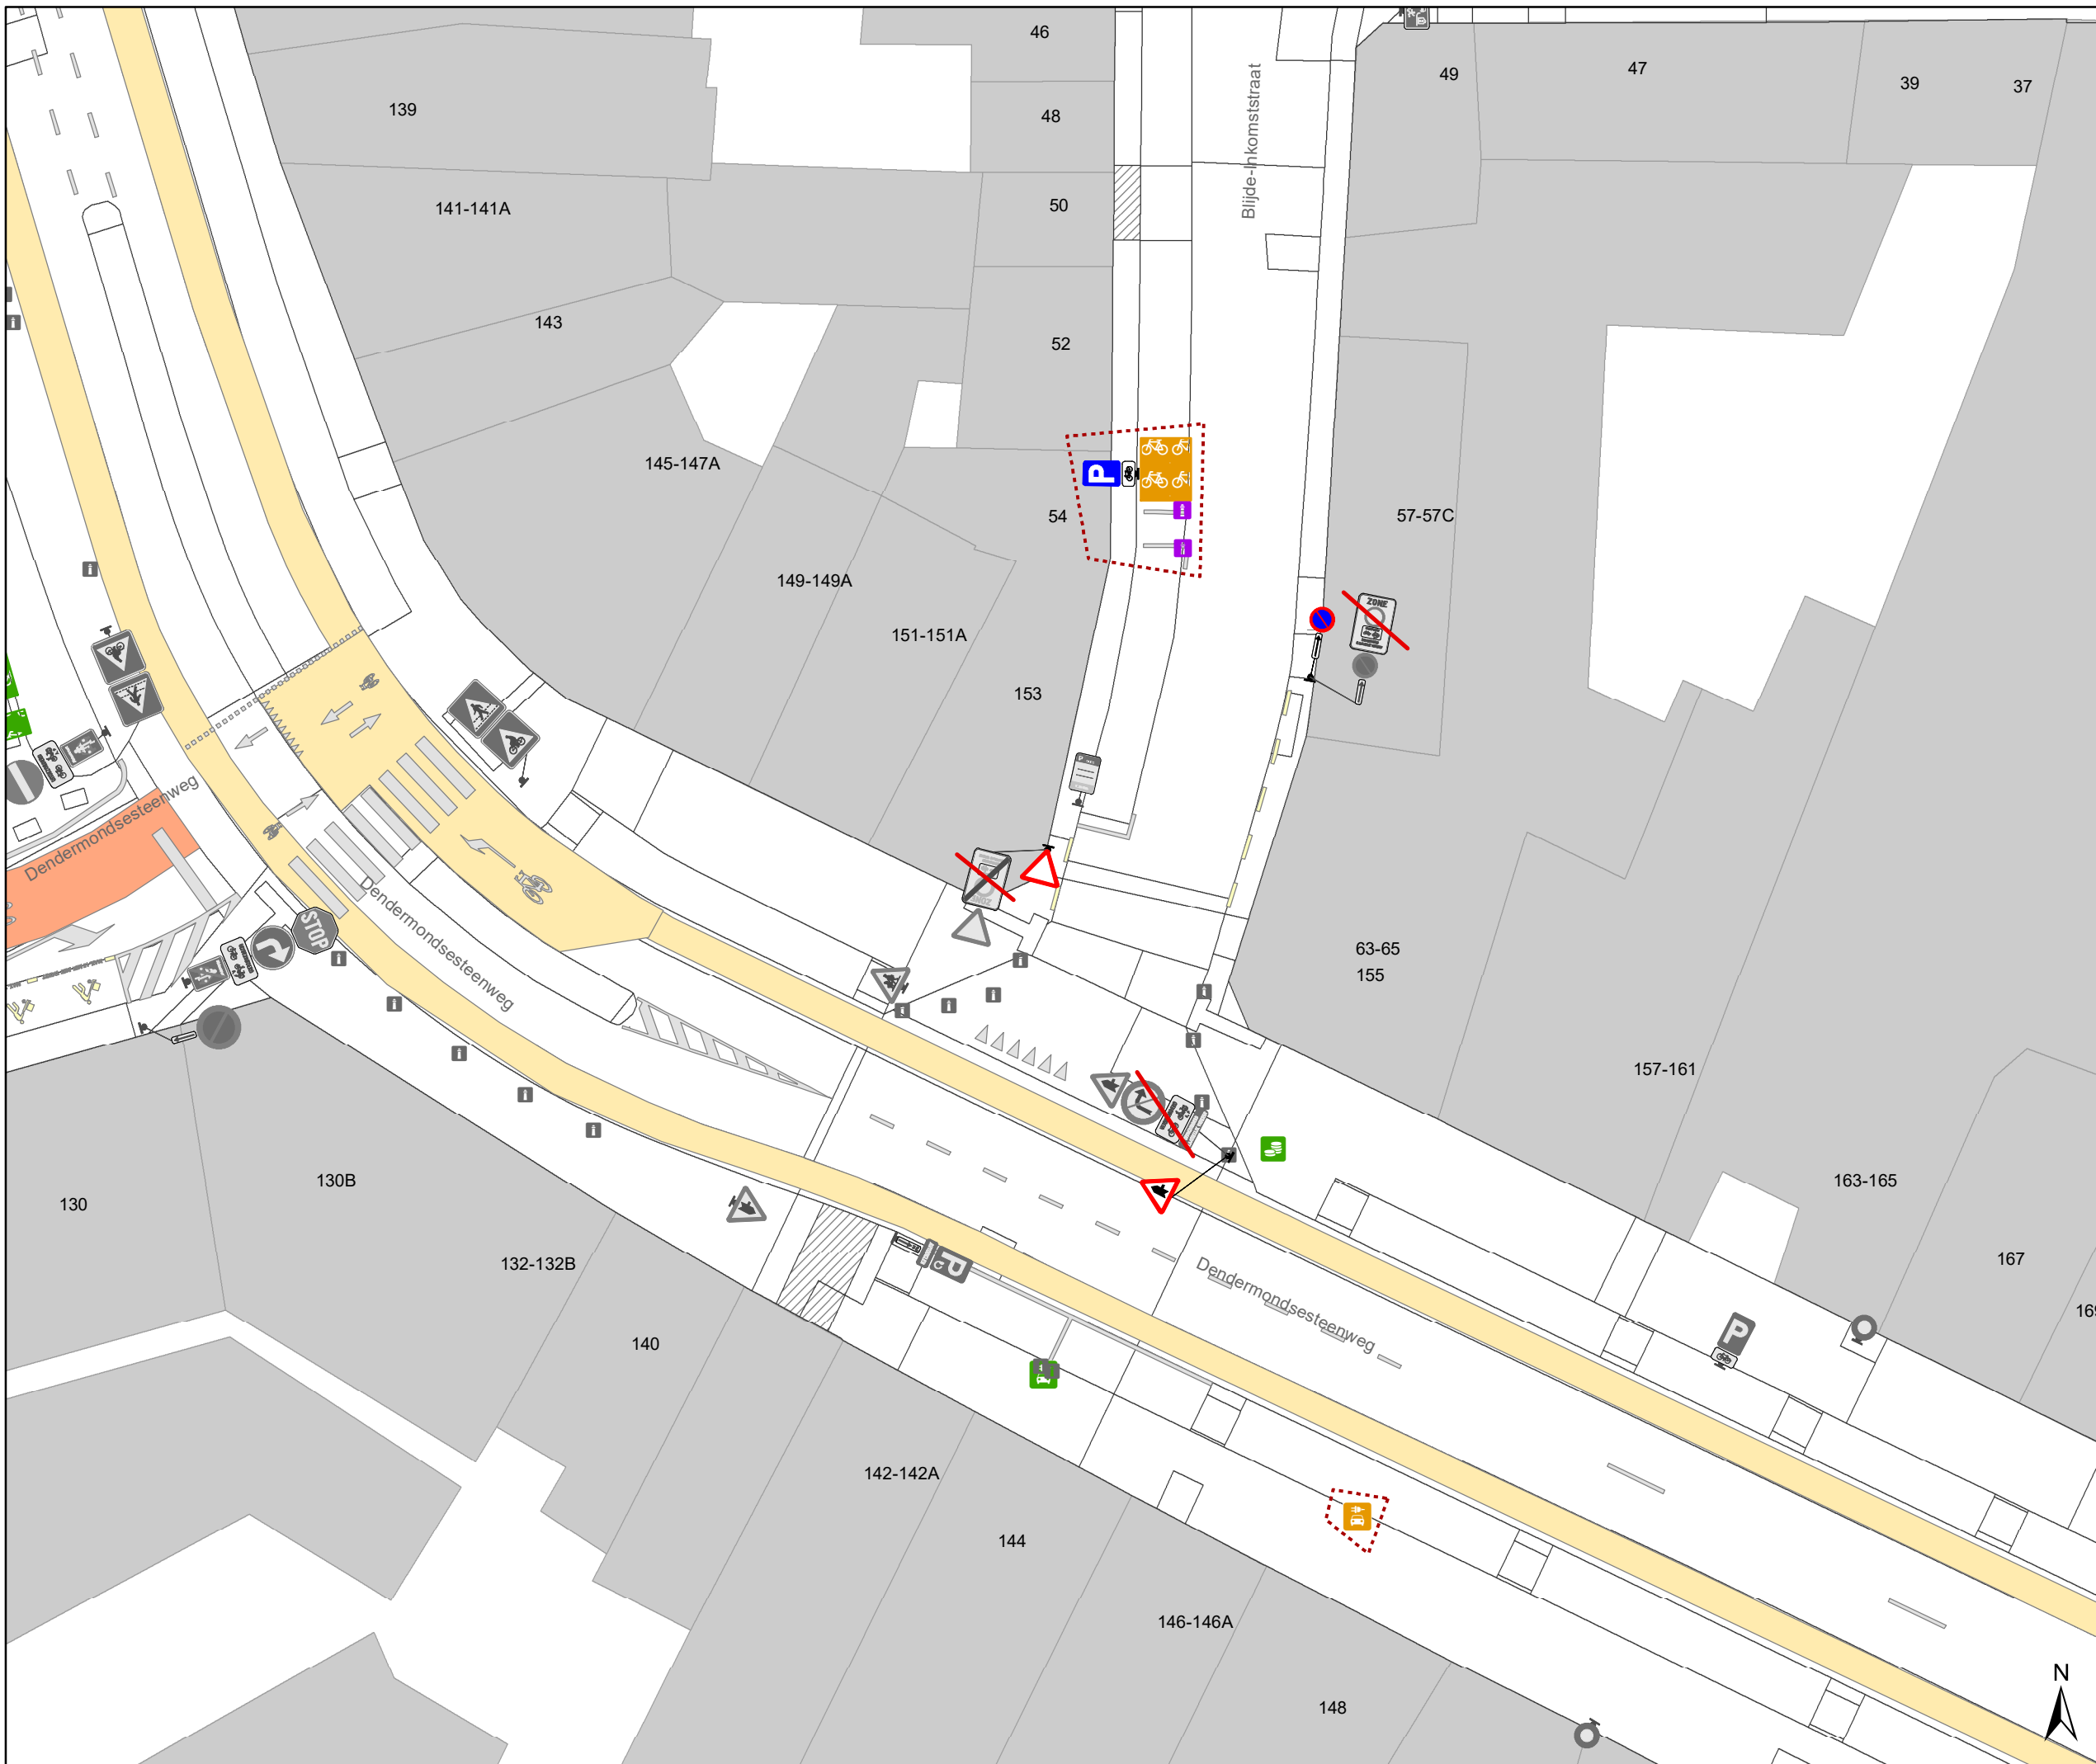 46
49
47
39
37
139
48
Blijde-Inkomststraat
141-141A
50
143
52
145-147A
P
54
57-57C
149-149A
ZONE
151-151A
153
Dendermondsesteenweg
Dendermondsesteenweg
STOP
63-65
155
157-161
130B
130
163-165
132-132B
P
Dendermondsesteenweg
167
P
140
142-142A
144
146-146A
148
N